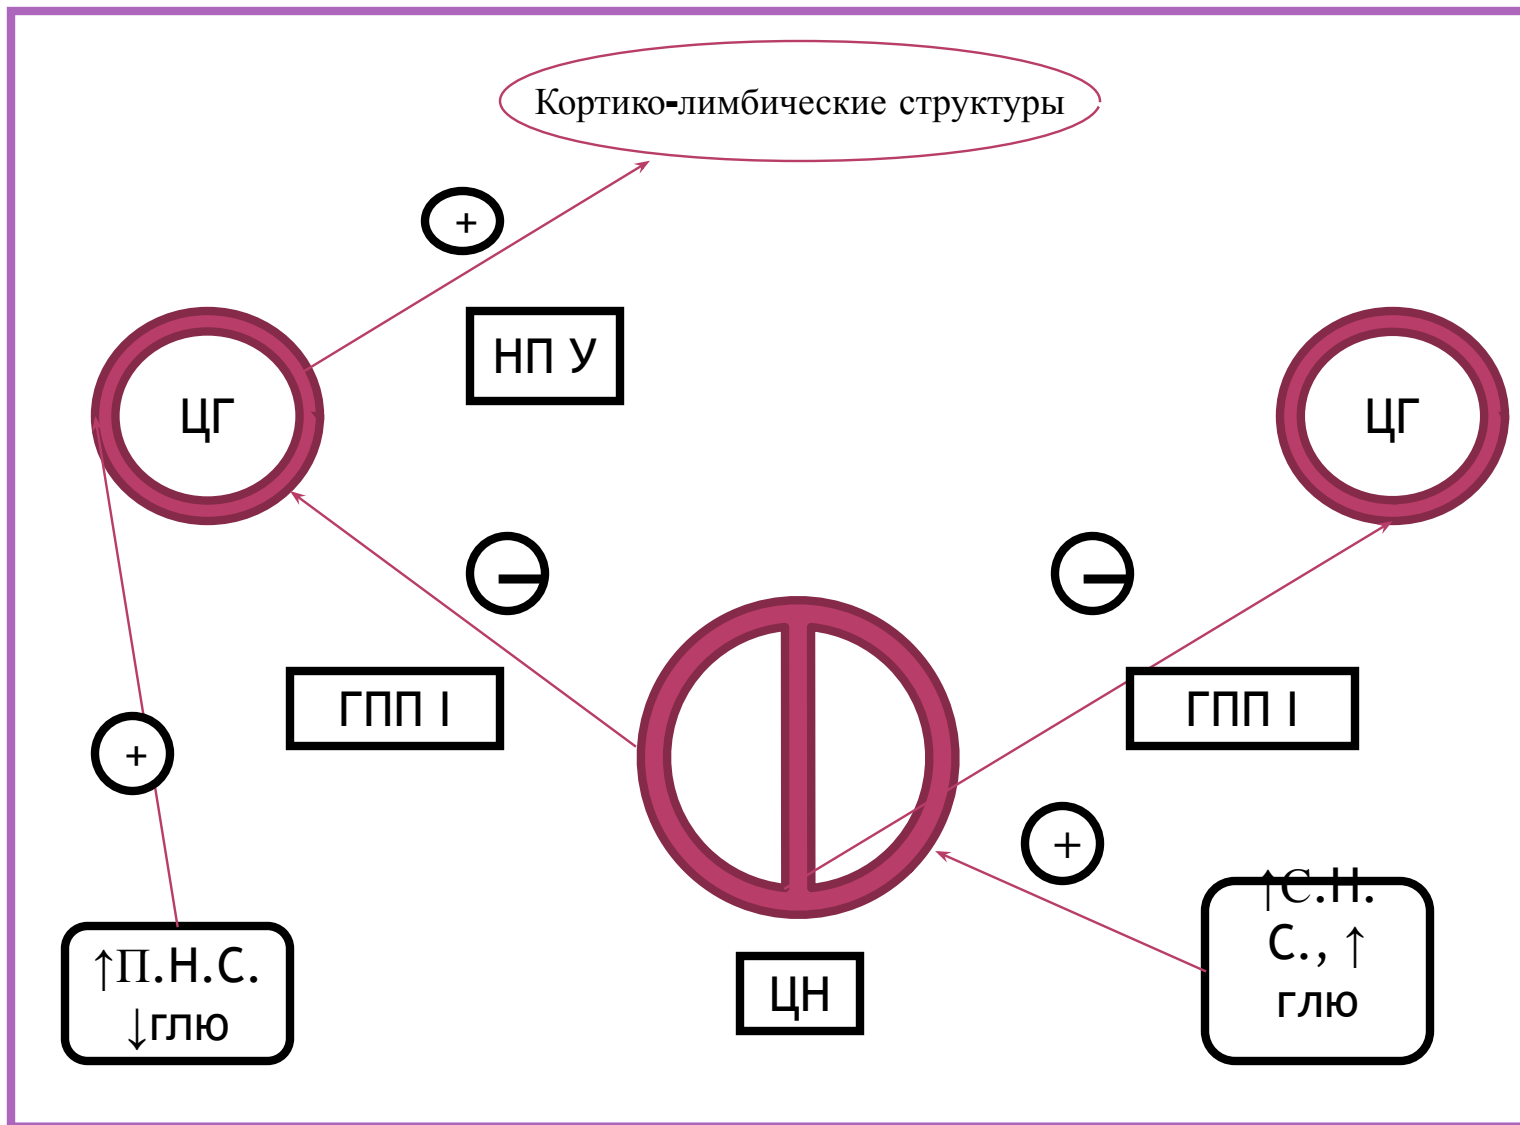 Кортико-лимбические структуры
+
НП У
ЦГ
ЦГ
–
–
ГПП I
ГПП I
+
+
↑П.Н.С.
↓глю
ЦН
↑С.Н.
С., ↑
глю